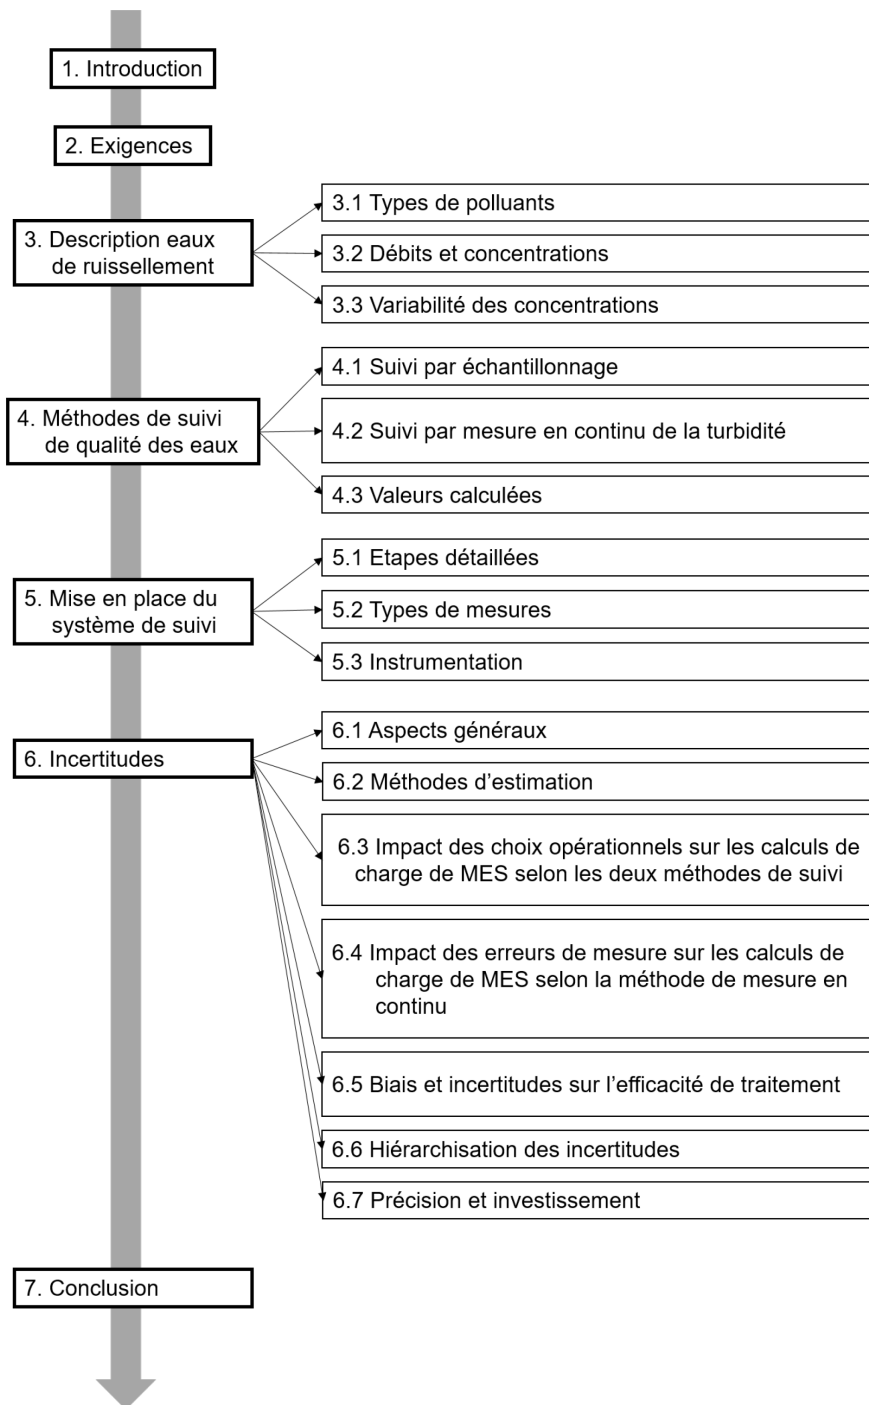 1. Introduction
2. Exigences
3. Description eaux
de ruissellement
3.1 Types de polluants
3.2 Débits et concentrations
3.3 Variabilité des concentrations
4. Méthodes de suivi
de qualité des eaux
4.1 Suivi par échantillonnage
4.2 Suivi par mesure en continu de la turbidité
4.3 Valeurs calculées
5. Mise en place du
système de suivi
5.1 Etapes détaillées
5.2 Types de mesures
5.3 Instrumentation
6. Incertitudes
6.1 Aspects généraux
6.2 Méthodes d’estimation
6.3 Impact des choix opérationnels sur les calculs de
charge de MES selon les deux méthodes de suivi
6.4 Impact des erreurs de mesure sur les calculs de
charge de MES selon la méthode de mesure en
continu
6.5 Biais et incertitudes sur l’efficacité de traitement
6.6 Hiérarchisation des incertitudes
6.7 Précision et investissement
7. Conclusion